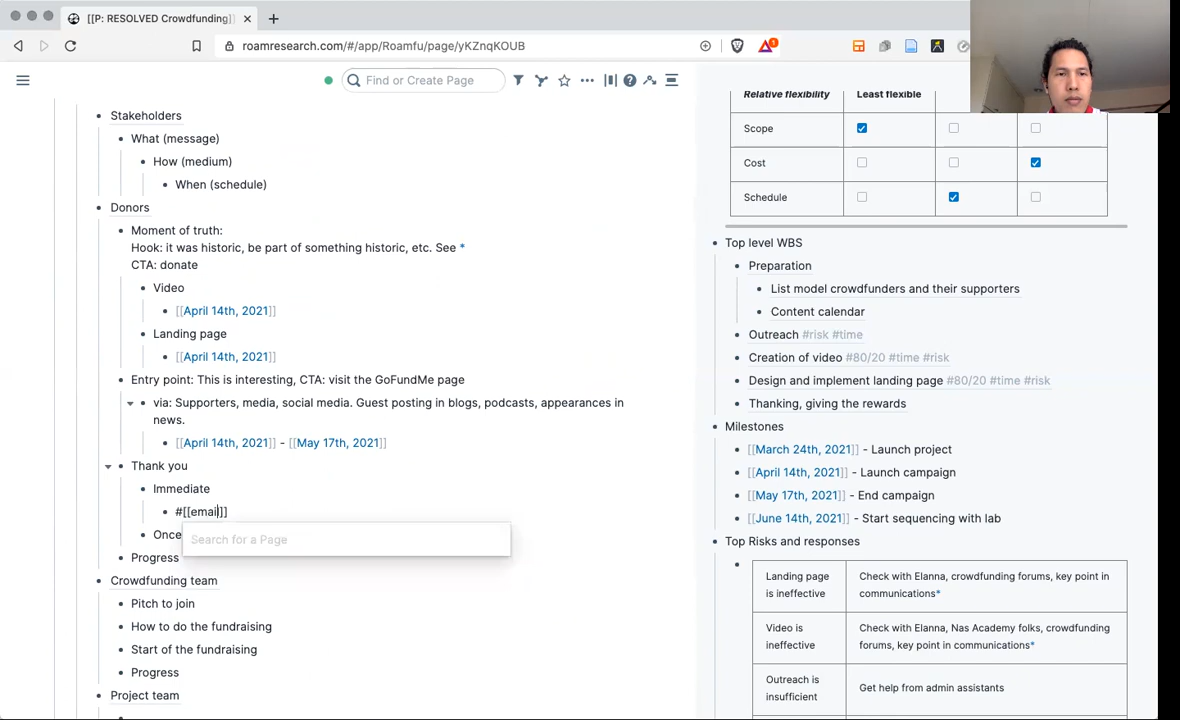 [[P: RESOLVED Crowdfunding]]
roamresearch.com/#/app/Roamfu/page/yKZnqKOUB
1
Find or Create Page
Stakeholders
What (message)
How (medium)
When (schedule)
Donors
Moment of truth:
Hook: it was historic, be part of something historic, etc. See *
CTA: donate
Video
[[April 14th, 2021]]
Landing page
[[April 14th, 2021]]
Entry point: This is interesting, CTA: visit the GoFundMe page
via: Supporters, media, social media. Guest posting in blogs, podcasts, appearances in
news.
[[April 14th, 2021]] - [[May 17th, 2021]]
Thank you
Immediate
#[[emai]]
Search for a Page
Once
Progress
Crowdfunding team
Pitch to join
How to do the fundraising
Start of the fundraising
Progress
Project team
Relative flexibility Least flexible
Scope
Cost
Schedule
Top level WBS
Preparation
List model crowdfunders and their supporters
Content calendar
Outreach #risk #time
Creation of video #80/20 #time #risk
Design and implement landing page #80/20 #time #risk
Thanking, giving the rewards
Milestones
[[March 24th, 2021]] - Launch project
[[April 14th, 2021]] - Launch campaign
[[May 17th, 2021]] - End campaign
[[June 14th, 2021]] - Start sequencing with lab
Top Risks and responses
Landing page
is ineffective
Check with Elanna, crowdfunding forums, key point in
communications*
Video is
ineffective
Check with Elanna, Nas Academy folks, crowdfunding
forums, key point in communications*
Outreach is
insufficient
Get help from admin assistants